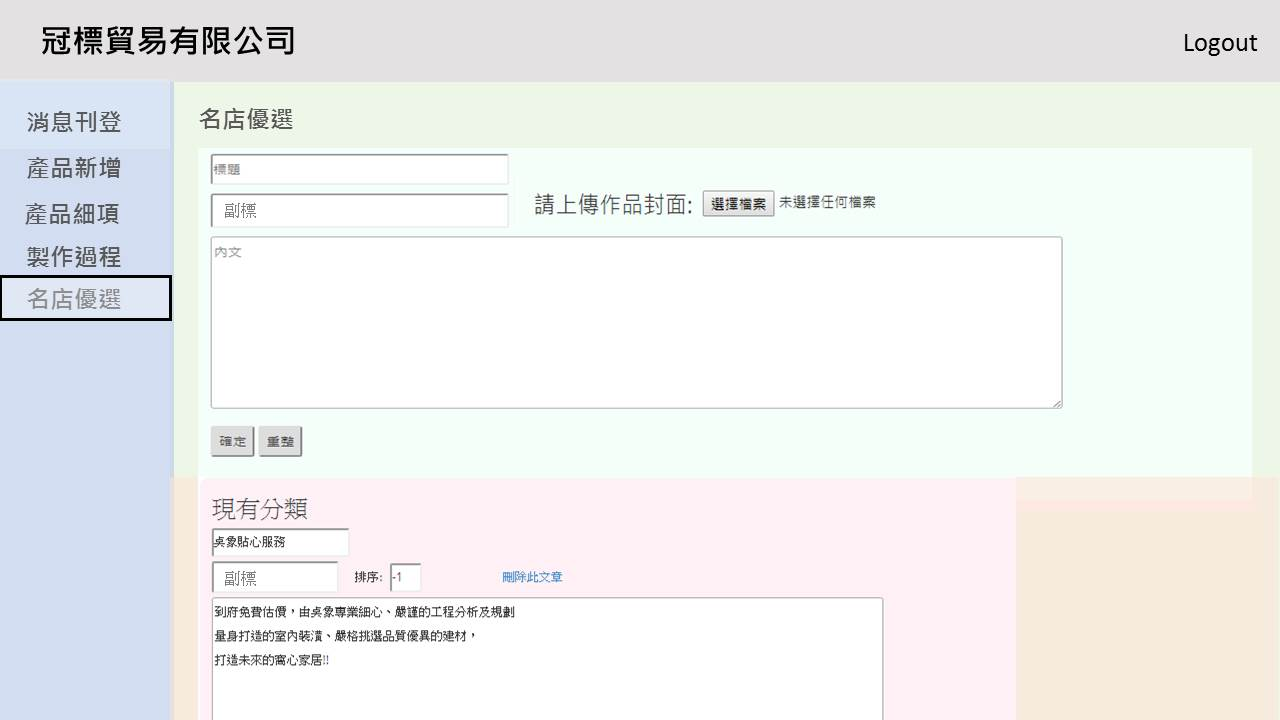 冠標貿易有限公司
Logout
消息刊登
產品新增
產品細項
製作過程
名店優選
名店優選
標題
副標
請上傳作品封面: 選擇檔案 未選擇任何檔案
內文
確定 重整
現有分類
桌象貼心服務
副標 排序: -1 刪除此文章
到府免費估價，由桌象專業細心、嚴謹的工程分析及規劃
量身打造的室內裝潢、嚴格挑選品質優異的建材，
打造未來的窩心家居!!